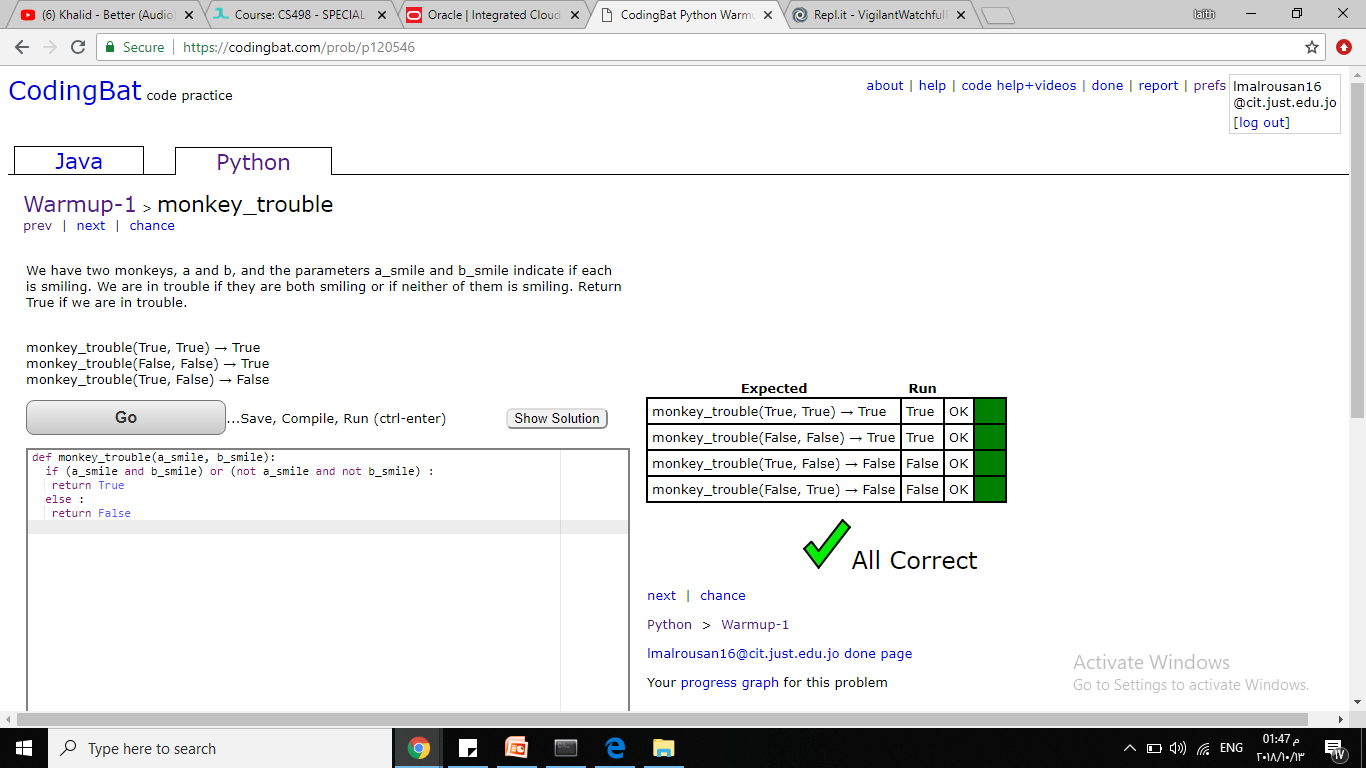 (6) Khalid - Better (Audio)
Course: CS498 - SPECIAL
Oracle | Integrated Cloud
CodingBat Python Warmu
Repl.it - VigilantWatchfull
laith
Secure | https://codingbat.com/prob/p120546
CodingBat code practice
about | help | code help+videos | done | report | prefs
lmalrousan16
@cit.just.edu.jo
[log out]
Java
Python
Warmup-1 > monkey_trouble
prev | next | chance
We have two monkeys, a and b, and the parameters a_smile and b_smile indicate if each
is smiling. We are in trouble if they are both smiling or if neither of them is smiling. Return
True if we are in trouble.
monkey_trouble(True, True) → True
monkey_trouble(False, False) → True
monkey_trouble(True, False) → False
Go ...Save, Compile, Run (ctrl-enter) Show Solution
def monkey_trouble(a_smile, b_smile):
if (a_smile and b_smile) or (not a_smile and not b_smile) :
return True
else :
return False
Expected Run
monkey_trouble(True, True) → True True OK
monkey_trouble(False, False) → True True OK
monkey_trouble(True, False) → False False OK
monkey_trouble(False, True) → False False OK
All Correct
next | chance
Python > Warmup-1
lmalrousan16@cit.just.edu.jo done page
Your progress graph for this problem
Activate Windows
Go to Settings to activate Windows.
Type here to search
ENG
01:47 م
٢٠١٨/١٠/١٣
١٧